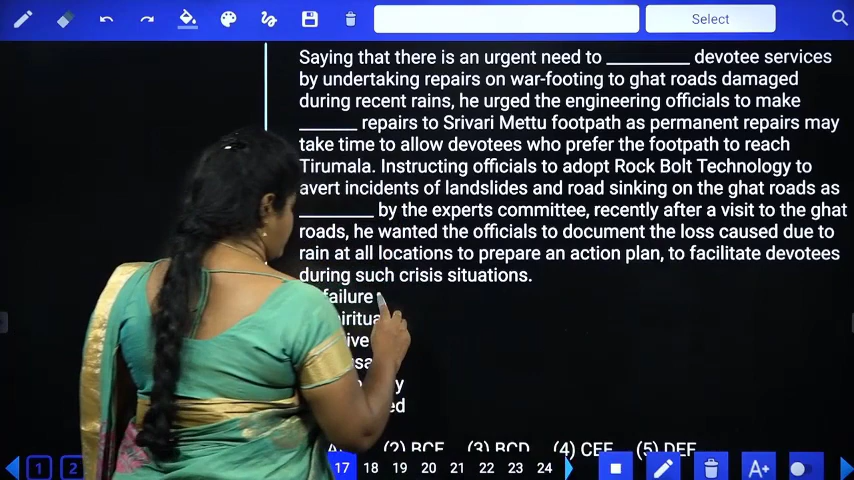 Select
Saying that there is an urgent need to _________ devotee services
by undertaking repairs on war-footing to ghat roads damaged
during recent rains, he urged the engineering officials to make
______ repairs to Srivari Mettu footpath as permanent repairs may
take time to allow devotees who prefer the footpath to reach
Tirumala. Instructing officials to adopt Rock Bolt Technology to
avert incidents of landslides and road sinking on the ghat roads as
________ by the experts committee, recently after a visit to the ghat
roads, he wanted the officials to document the loss caused due to
rain at all locations to prepare an action plan, to facilitate devotees
during such crisis situations.
failure
(3) BCD (4) CEF (5) DEF
1 2 17 18 19 20 21 22 23 24 A+